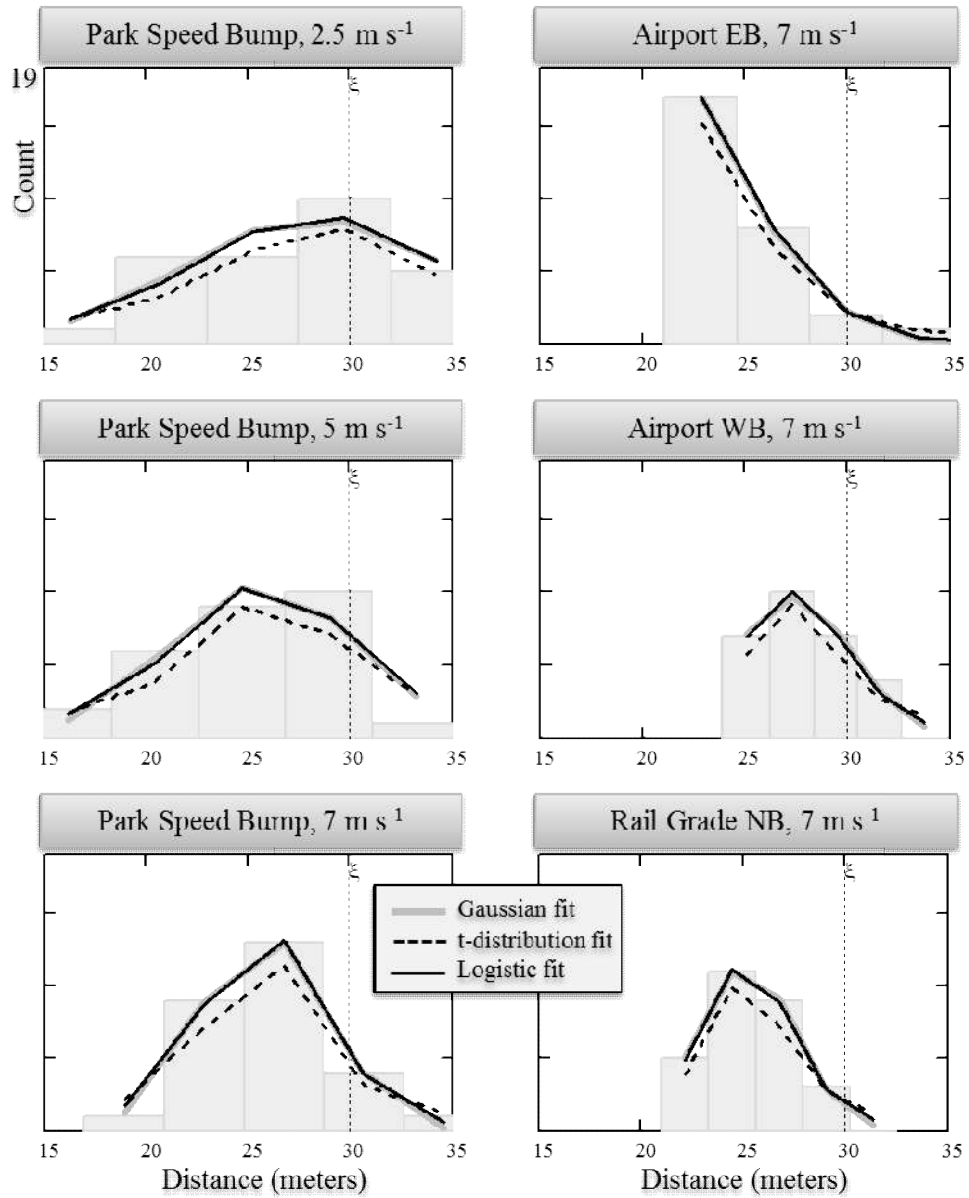 Park Speed Bump, 2.5 m s-1
Airport EB, 7 m s-1
19
Count
ξ
15 20 25 30 35
ξ
15 20 25 30 35
Park Speed Bump, 5 m s-1
Airport WB, 7 m s-1
ξ
15 20 25 30 35
ξ
15 20 25 30 35
Park Speed Bump, 7 m s-1
Rail Grade NB, 7 m s-1
ξ
ξ
Gaussian fit
t-distribution fit
Logistic fit
15 20 25 30 35
Distance (meters)
15 20 25 30 35
Distance (meters)